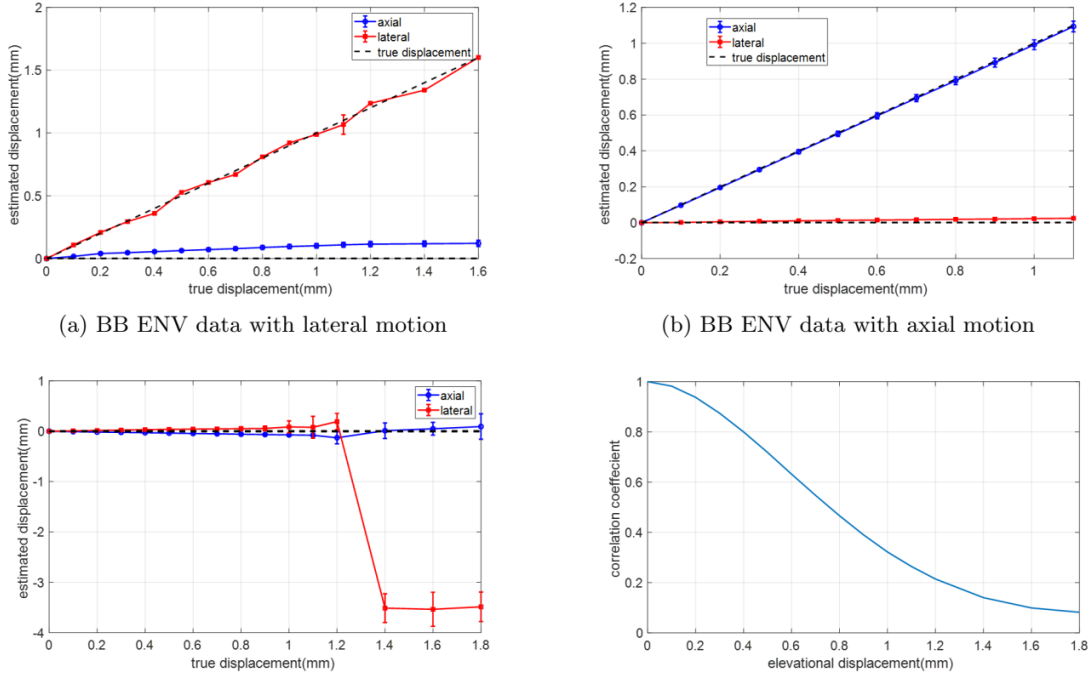 2
1.5
1
0.5
0
0 0.2 0.4 0.6 0.8 1 1.2 1.4 1.6
estimated displacement(mm)
true displacement(mm)
axial
lateral
true displacement
(a) BB ENV data with lateral motion
1.2
1
0.8
0.6
0.4
0.2
0
-0.2
0 0.2 0.4 0.6 0.8 1
estimated displacement(mm)
true displacement(mm)
axial
lateral
true displacement
(b) BB ENV data with axial motion
1
0
-1
-2
-3
-4
0 0.2 0.4 0.6 0.8 1 1.2 1.4 1.6 1.8
estimated displacement(mm)
true displacement(mm)
axial
lateral
1
0.8
0.6
0.4
0.2
0
0 0.2 0.4 0.6 0.8 1 1.2 1.4 1.6 1.8
correlation coeffecient
elevational displacement(mm)